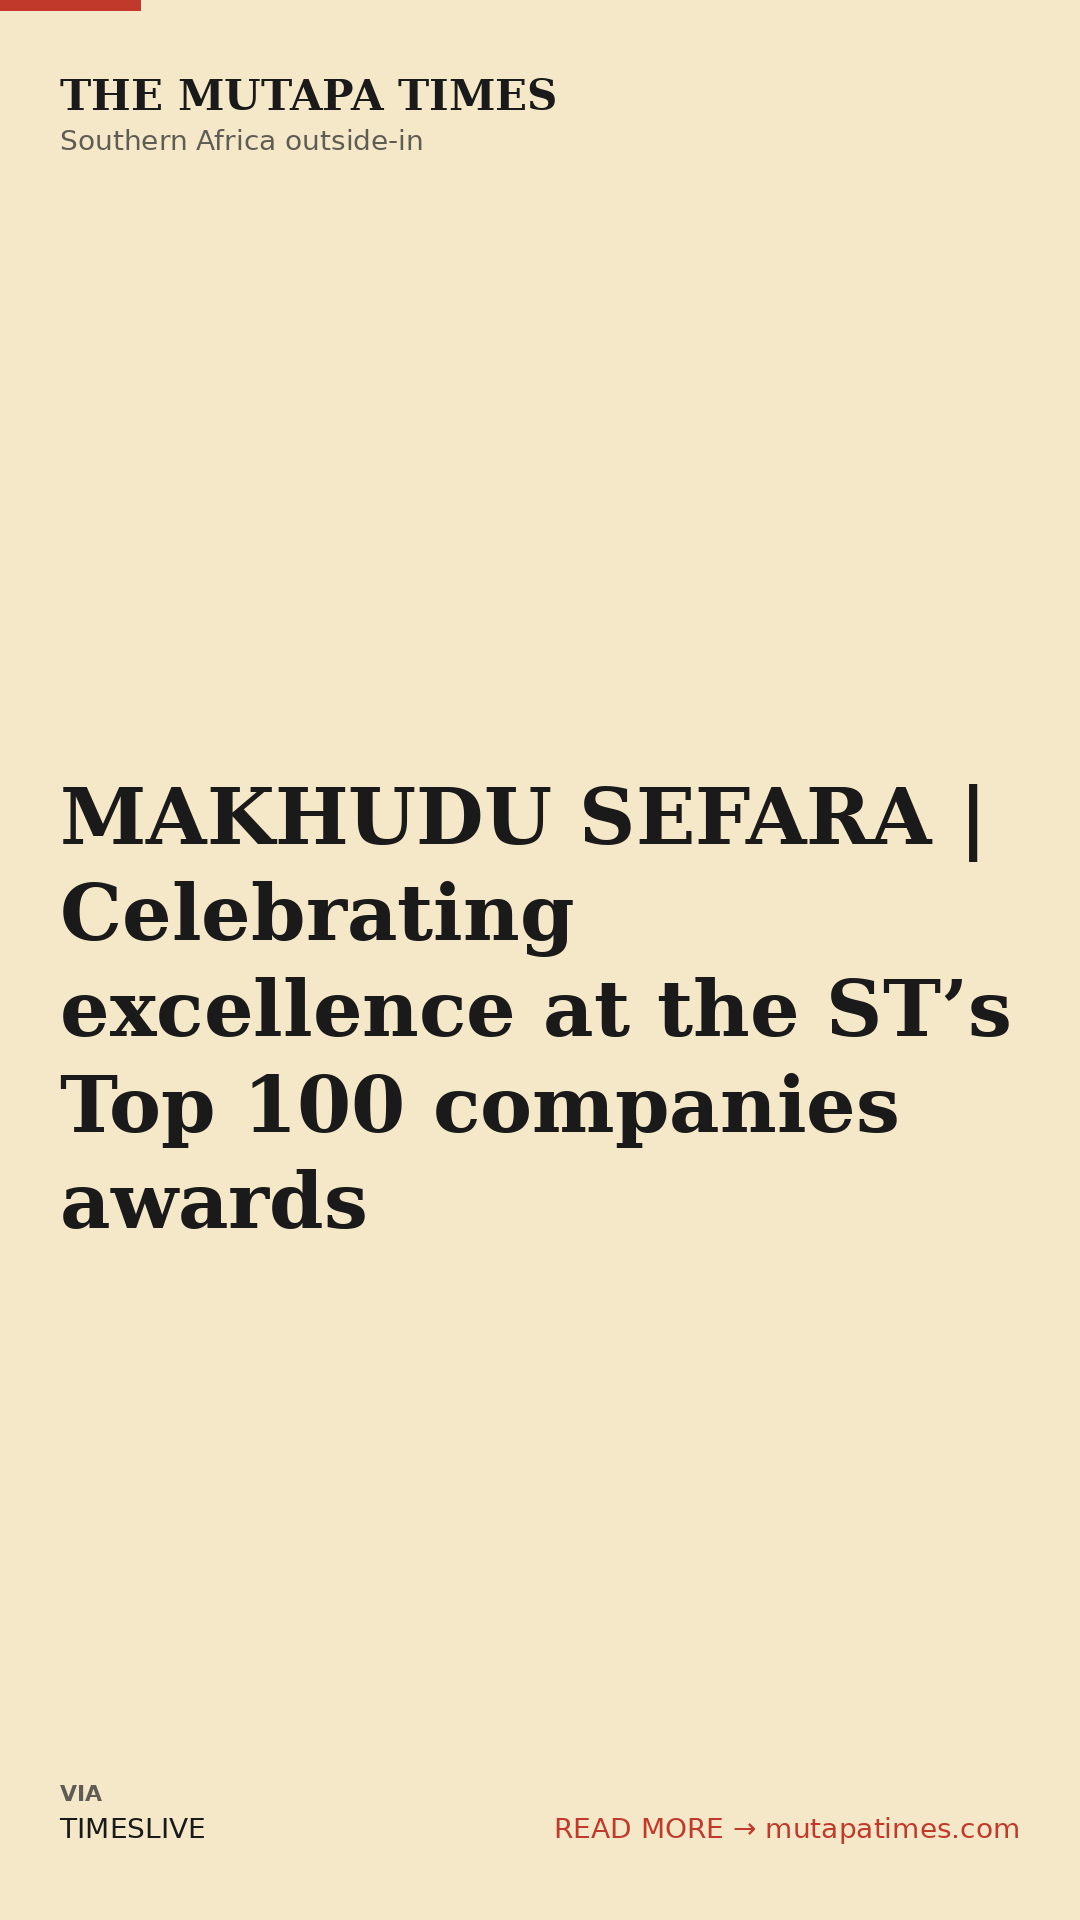 THE MUTAPA TIMES
Southern Africa outside-in
MAKHUDU SEFARA |
Celebrating
excellence at the ST’s
Top 100 companies
awards
VIA
TIMESLIVE
READ MORE → mutapatimes.com